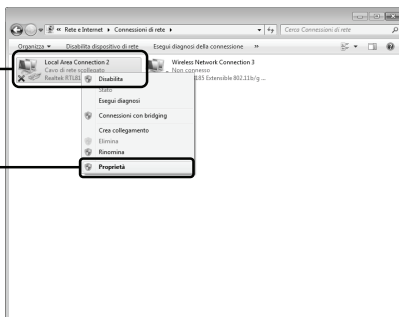 « Rete e Internet ▸ Connessioni di rete ▸
Cerca Connessioni di rete
Organizza ▾ Disabilita dispositivo di rete Esegui diagnosi della connessione »
Local Area Connection 2
Cavo di rete scollegato
Realtek RTL81
Wireless Network Connection 3
Non connesso
185 Extensible 802.11b/g ...
Disabilita
Stato
Esegui diagnosi
Connessioni con bridging
Crea collegamento
Elimina
Rinomina
Proprietà